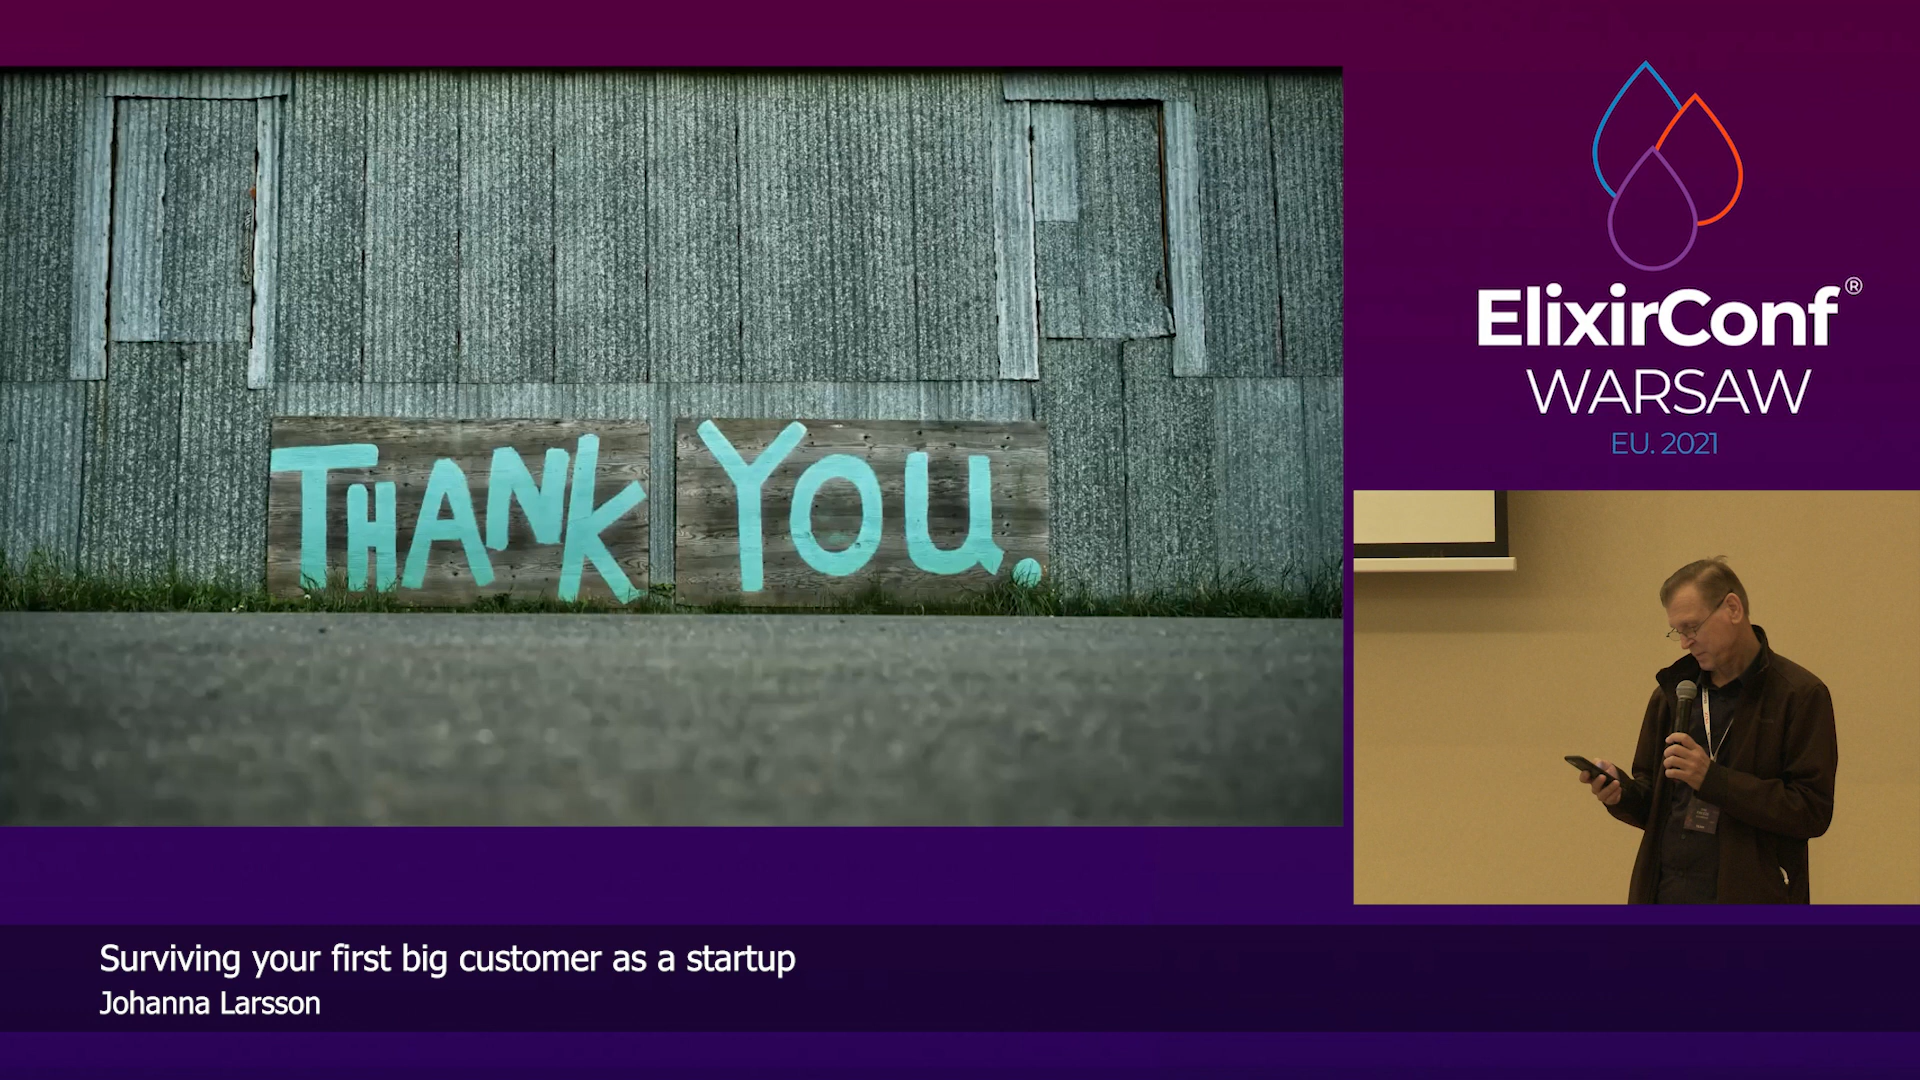 THANK YOU.
ElixirConf®
WARSAW
EU. 2021
Surviving your first big customer as a startup
Johanna Larsson